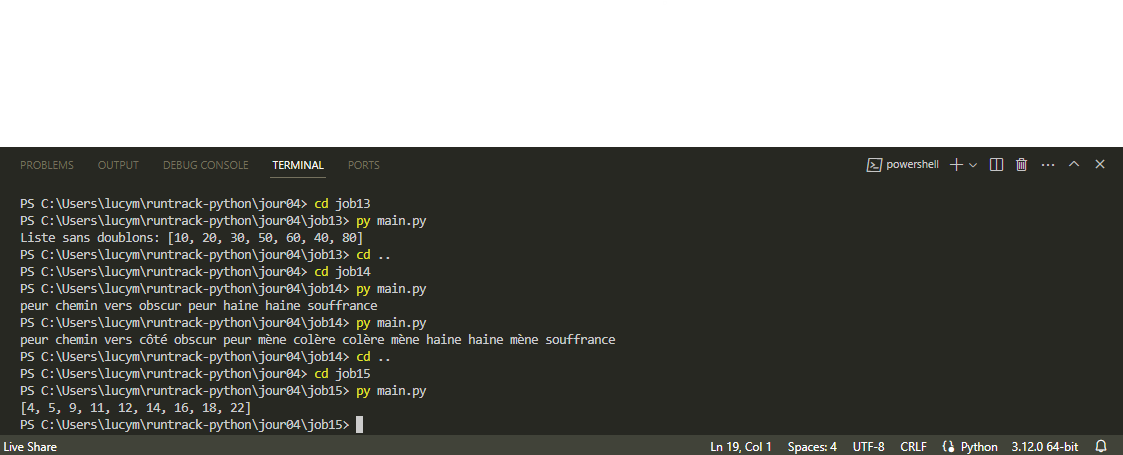 PROBLEMS OUTPUT DEBUG CONSOLE TERMINAL PORTS powershell
PS C:\Users\lucym\runtrack-python\jour04> cd job13
PS C:\Users\lucym\runtrack-python\jour04\job13> py main.py
Liste sans doublons: [10, 20, 30, 50, 60, 40, 80]
PS C:\Users\lucym\runtrack-python\jour04\job13> cd ..
PS C:\Users\lucym\runtrack-python\jour04> cd job14
PS C:\Users\lucym\runtrack-python\jour04\job14> py main.py
peur chemin vers obscur peur haine haine souffrance
PS C:\Users\lucym\runtrack-python\jour04\job14> py main.py
peur chemin vers côté obscur peur mène colère colère mène haine haine mène souffrance
PS C:\Users\lucym\runtrack-python\jour04\job14> cd ..
PS C:\Users\lucym\runtrack-python\jour04> cd job15
PS C:\Users\lucym\runtrack-python\jour04\job15> py main.py
[4, 5, 9, 11, 12, 14, 16, 18, 22]
PS C:\Users\lucym\runtrack-python\jour04\job15>
Live Share Ln 19, Col 1 Spaces: 4 UTF-8 CRLF Python 3.12.0 64-bit